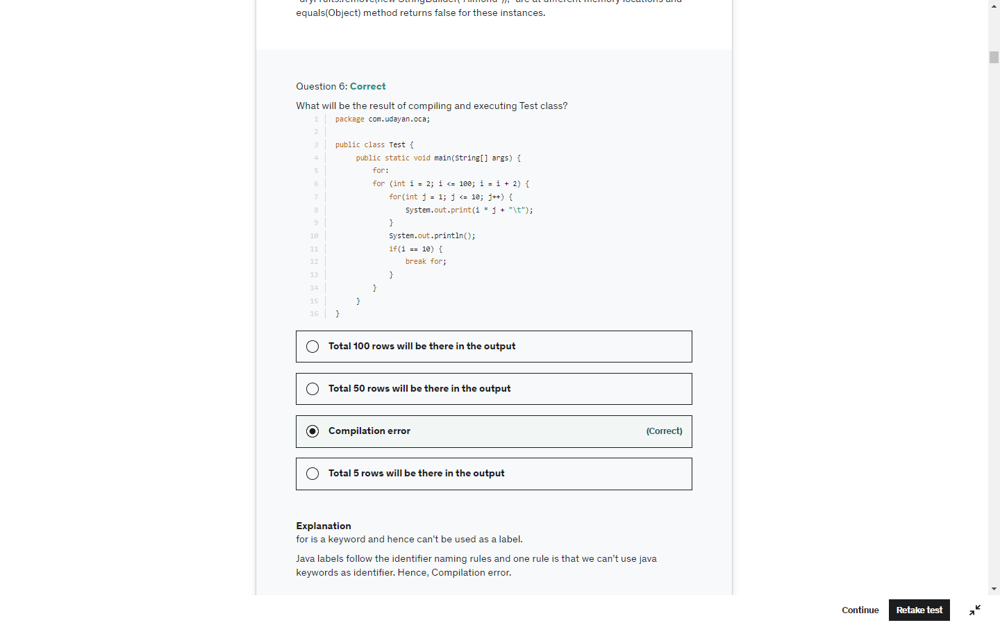 equals(Object) method returns false for these instances.
Question 6: Correct
What will be the result of compiling and executing Test class?
1 package com.udayan.oca;
2
3 public class Test {
4 public static void main(String[] args) {
5 for:
6 for (int i = 2; i <= 100; i = i + 2) {
7 for(int j = 1; j <= 10; j++) {
8 System.out.print(i * j + "\t");
9 }
10 System.out.println();
11 if(i == 10) {
12 break for;
13 }
14 }
15 }
16 }
Total 100 rows will be there in the output
Total 50 rows will be there in the output
Compilation error (Correct)
Total 5 rows will be there in the output
Explanation
for is a keyword and hence can't be used as a label.
Java labels follow the identifier naming rules and one rule is that we can't use java
keywords as identifier. Hence, Compilation error.
Continue Retake test